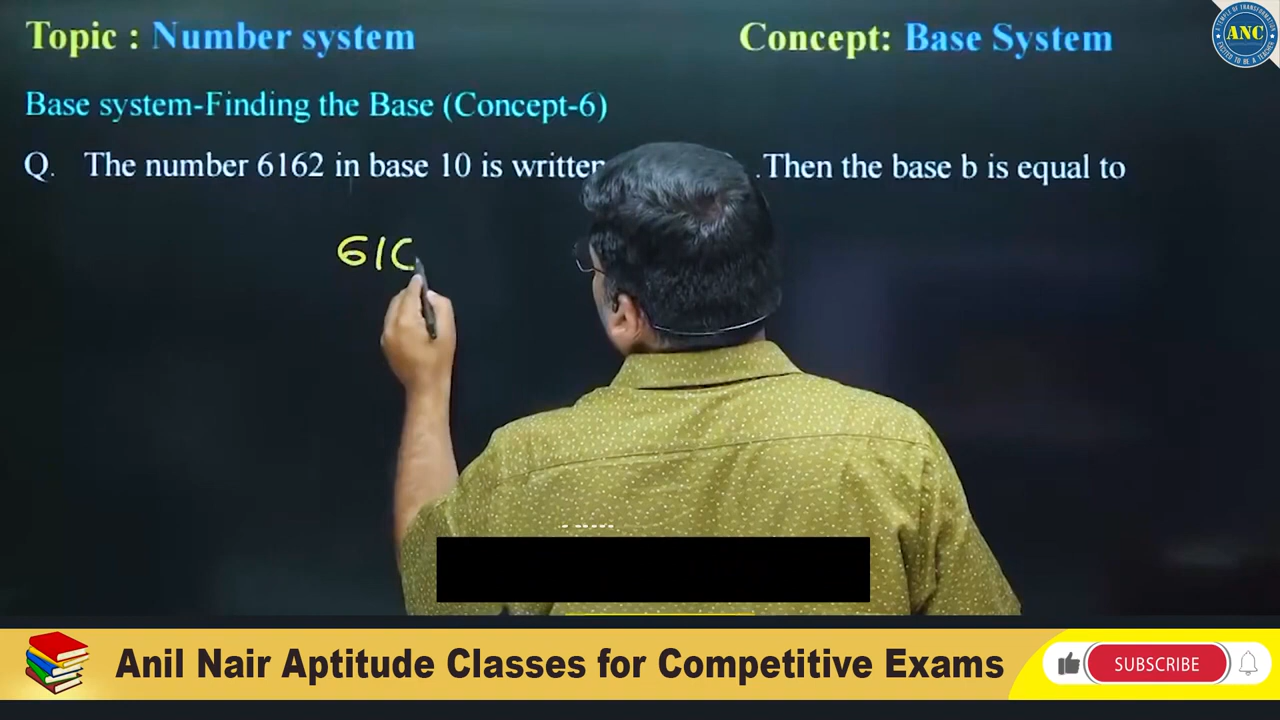 Topic : Number system
Concept: Base System
ANC
Base system-Finding the Base (Concept-6)
Q. The number 6162 in base 10 is written .Then the base b is equal to
61
Anil Nair Aptitude Classes for Competitive Exams
SUBSCRIBE